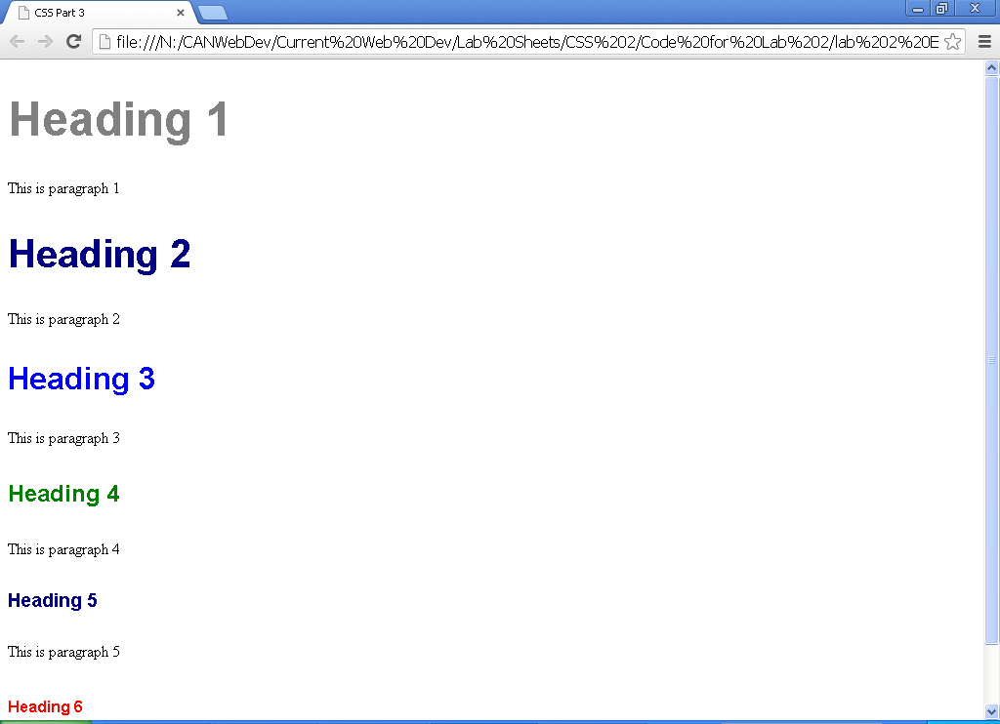 CSS Part 3
file:///N:/CANWebDev/Current%20Web%20Dev/Lab%20Sheets/CSS%202/Code%20for%20Lab%202/lab%202%20E
Heading 1
This is paragraph 1
Heading 2
This is paragraph 2
Heading 3
This is paragraph 3
Heading 4
This is paragraph 4
Heading 5
This is paragraph 5
Heading 6